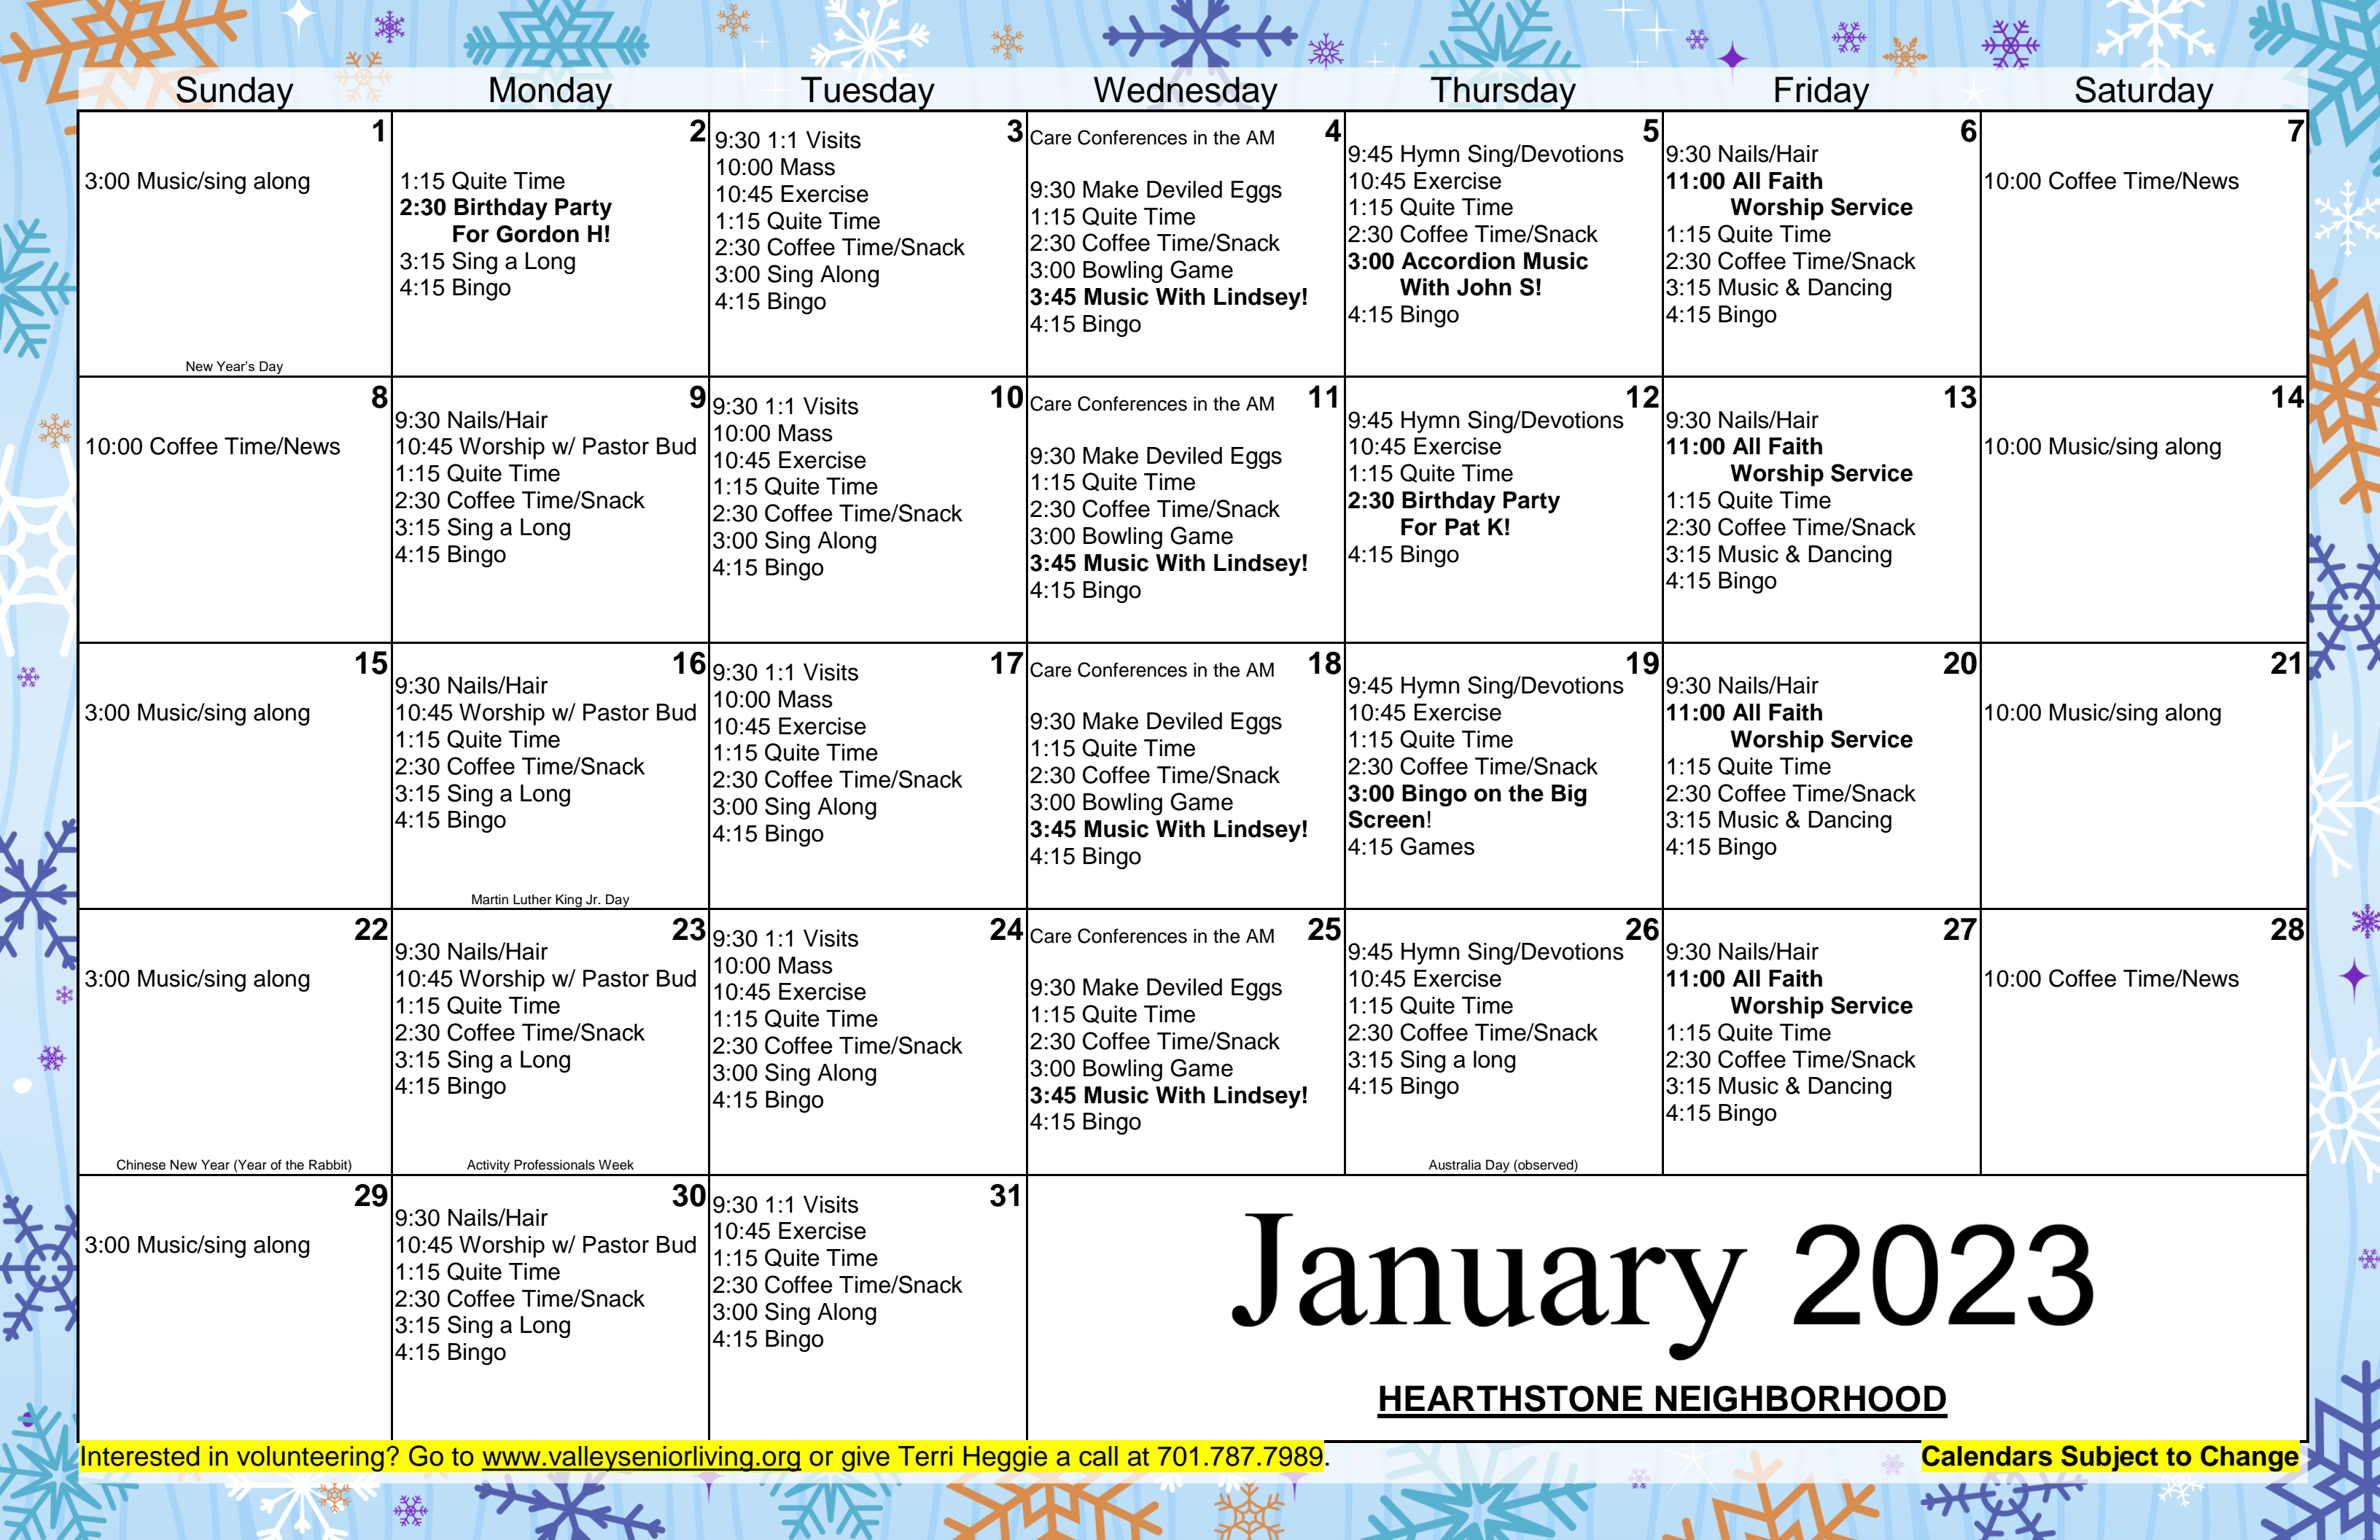 Sunday Monday Tuesday Wednesday Thursday Friday Saturday
1
3:00 Music/sing along
New Year's Day
2
1:15 Quite Time
2:30 Birthday Party
For Gordon H!
3:15 Sing a Long
4:15 Bingo
3
9:30 1:1 Visits
10:00 Mass
10:45 Exercise
1:15 Quite Time
2:30 Coffee Time/Snack
3:00 Sing Along
4:15 Bingo
4
Care Conferences in the AM
9:30 Make Deviled Eggs
1:15 Quite Time
2:30 Coffee Time/Snack
3:00 Bowling Game
3:45 Music With Lindsey!
4:15 Bingo
5
9:45 Hymn Sing/Devotions
10:45 Exercise
1:15 Quite Time
2:30 Coffee Time/Snack
3:00 Accordion Music
With John S!
4:15 Bingo
6
9:30 Nails/Hair
11:00 All Faith
Worship Service
1:15 Quite Time
2:30 Coffee Time/Snack
3:15 Music & Dancing
4:15 Bingo
7
10:00 Coffee Time/News
8
10:00 Coffee Time/News
9
9:30 Nails/Hair
10:45 Worship w/ Pastor Bud
1:15 Quite Time
2:30 Coffee Time/Snack
3:15 Sing a Long
4:15 Bingo
10
9:30 1:1 Visits
10:00 Mass
10:45 Exercise
1:15 Quite Time
2:30 Coffee Time/Snack
3:00 Sing Along
4:15 Bingo
11
Care Conferences in the AM
9:30 Make Deviled Eggs
1:15 Quite Time
2:30 Coffee Time/Snack
3:00 Bowling Game
3:45 Music With Lindsey!
4:15 Bingo
12
9:45 Hymn Sing/Devotions
10:45 Exercise
1:15 Quite Time
2:30 Birthday Party
For Pat K!
4:15 Bingo
13
9:30 Nails/Hair
11:00 All Faith
Worship Service
1:15 Quite Time
2:30 Coffee Time/Snack
3:15 Music & Dancing
4:15 Bingo
14
10:00 Music/sing along
15
3:00 Music/sing along
16
9:30 Nails/Hair
10:45 Worship w/ Pastor Bud
1:15 Quite Time
2:30 Coffee Time/Snack
3:15 Sing a Long
4:15 Bingo
Martin Luther King Jr. Day
17
9:30 1:1 Visits
10:00 Mass
10:45 Exercise
1:15 Quite Time
2:30 Coffee Time/Snack
3:00 Sing Along
4:15 Bingo
18
Care Conferences in the AM
9:30 Make Deviled Eggs
1:15 Quite Time
2:30 Coffee Time/Snack
3:00 Bowling Game
3:45 Music With Lindsey!
4:15 Bingo
19
9:45 Hymn Sing/Devotions
10:45 Exercise
1:15 Quite Time
2:30 Coffee Time/Snack
3:00 Bingo on the Big
Screen!
4:15 Games
20
9:30 Nails/Hair
11:00 All Faith
Worship Service
1:15 Quite Time
2:30 Coffee Time/Snack
3:15 Music & Dancing
4:15 Bingo
21
10:00 Music/sing along
22
3:00 Music/sing along
Chinese New Year (Year of the Rabbit)
23
9:30 Nails/Hair
10:45 Worship w/ Pastor Bud
1:15 Quite Time
2:30 Coffee Time/Snack
3:15 Sing a Long
4:15 Bingo
Activity Professionals Week
24
9:30 1:1 Visits
10:00 Mass
10:45 Exercise
1:15 Quite Time
2:30 Coffee Time/Snack
3:00 Sing Along
4:15 Bingo
25
Care Conferences in the AM
9:30 Make Deviled Eggs
1:15 Quite Time
2:30 Coffee Time/Snack
3:00 Bowling Game
3:45 Music With Lindsey!
4:15 Bingo
26
9:45 Hymn Sing/Devotions
10:45 Exercise
1:15 Quite Time
2:30 Coffee Time/Snack
3:15 Sing a long
4:15 Bingo
Australia Day (observed)
27
9:30 Nails/Hair
11:00 All Faith
Worship Service
1:15 Quite Time
2:30 Coffee Time/Snack
3:15 Music & Dancing
4:15 Bingo
28
10:00 Coffee Time/News
29
3:00 Music/sing along
30
9:30 Nails/Hair
10:45 Worship w/ Pastor Bud
1:15 Quite Time
2:30 Coffee Time/Snack
3:15 Sing a Long
4:15 Bingo
31
9:30 1:1 Visits
10:45 Exercise
1:15 Quite Time
2:30 Coffee Time/Snack
3:00 Sing Along
4:15 Bingo
January 2023
HEARTHSTONE NEIGHBORHOOD
Interested in volunteering? Go to www.valleyseniorliving.org or give Terri Heggie a call at 701.787.7989.
Calendars Subject to Change